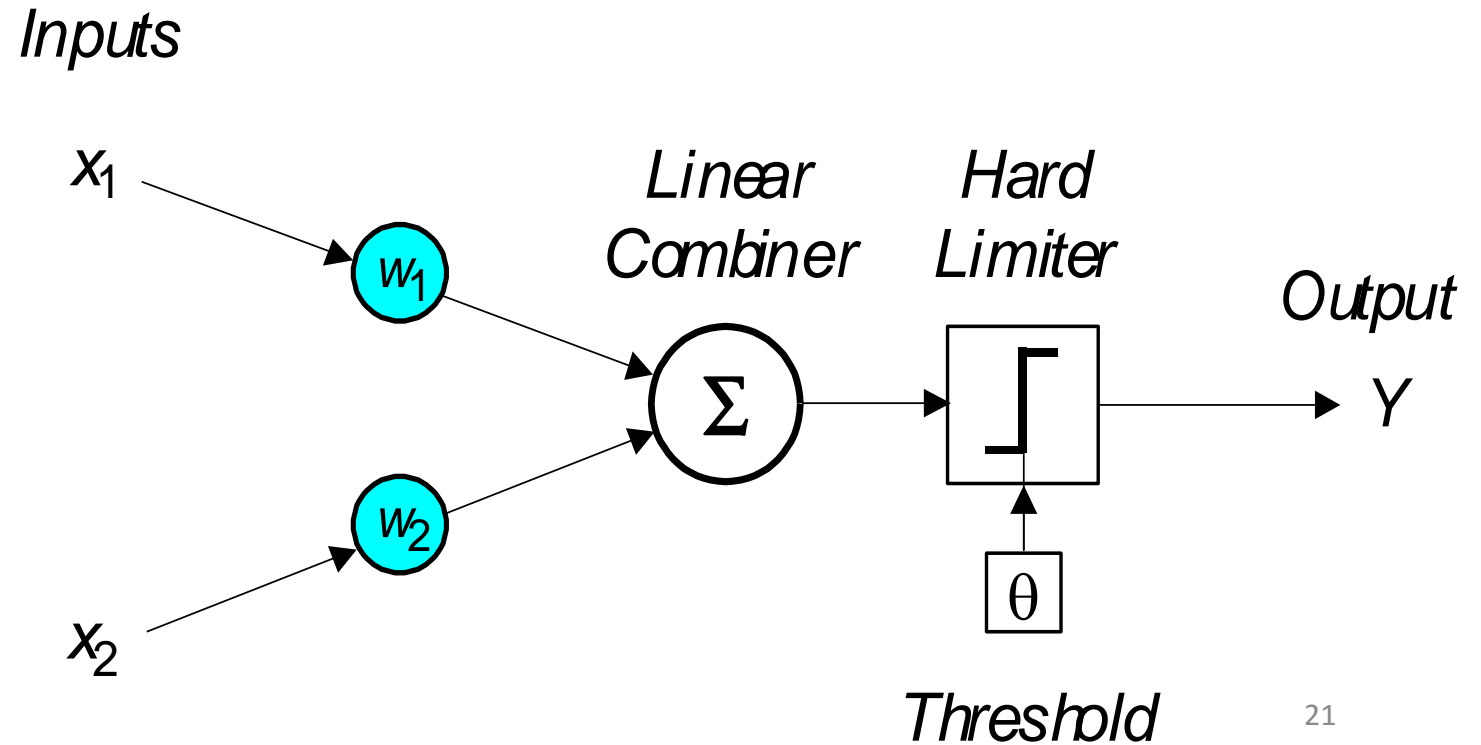 Inputs
x1
Linear
Combiner
Hard
Limiter
w1
Output
Σ
Y
w2
θ
x2
Threshold
21